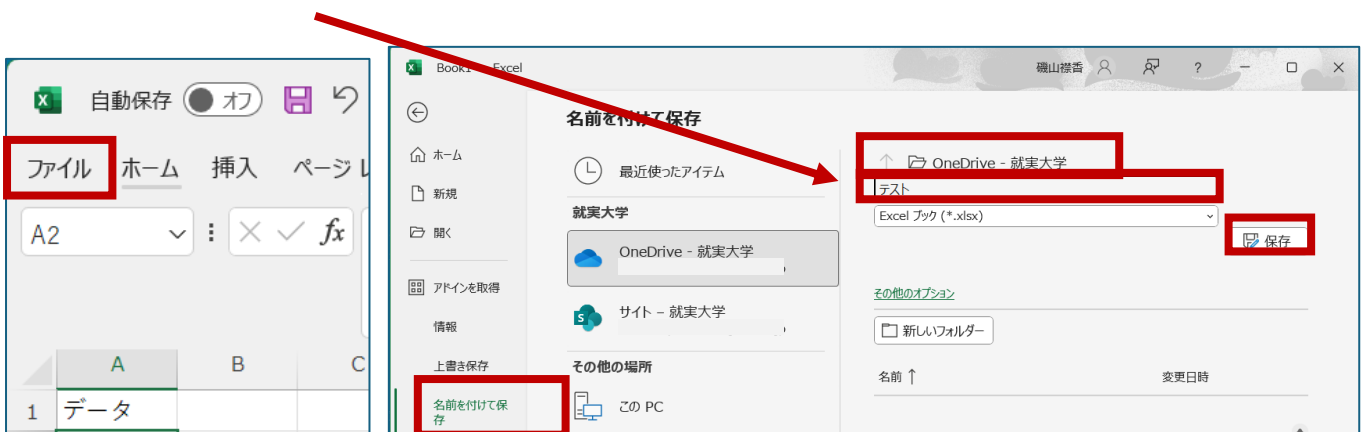 自動保存 オフ
ファイル ホーム 挿入 ページ
A2
fx
A B C
1 データ
Book1 Excel
磯山襟香
?
名前を付けて保存
ホーム
新規
開く
アドインを取得
情報
上書き保存
名前を付けて保
存
最近使ったアイテム
就実大学
OneDrive - 就実大学
サイト – 就実大学
その他の場所
この PC
↑ OneDrive - 就実大学
テスト
Excel ブック (*.xlsx)
保存
その他のオプション
新しいフォルダー
名前 ↑ 変更日時